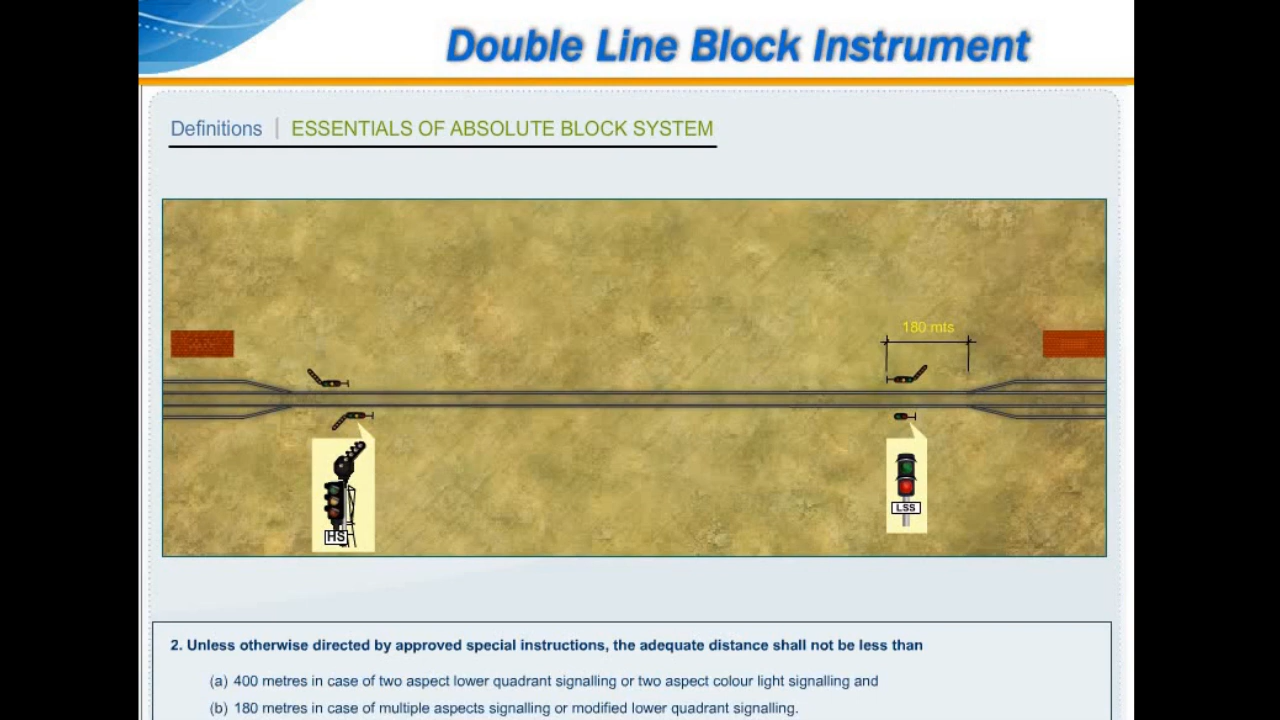 Double Line Block Instrument
Definitions | ESSENTIALS OF ABSOLUTE BLOCK SYSTEM
180 mts
HS
LSS
2. Unless otherwise directed by approved special instructions, the adequate distance shall not be less than
(a) 400 metres in case of two aspect lower quadrant signalling or two aspect colour light signalling and
(b) 180 metres in case of multiple aspects signalling or modified lower quadrant signalling.